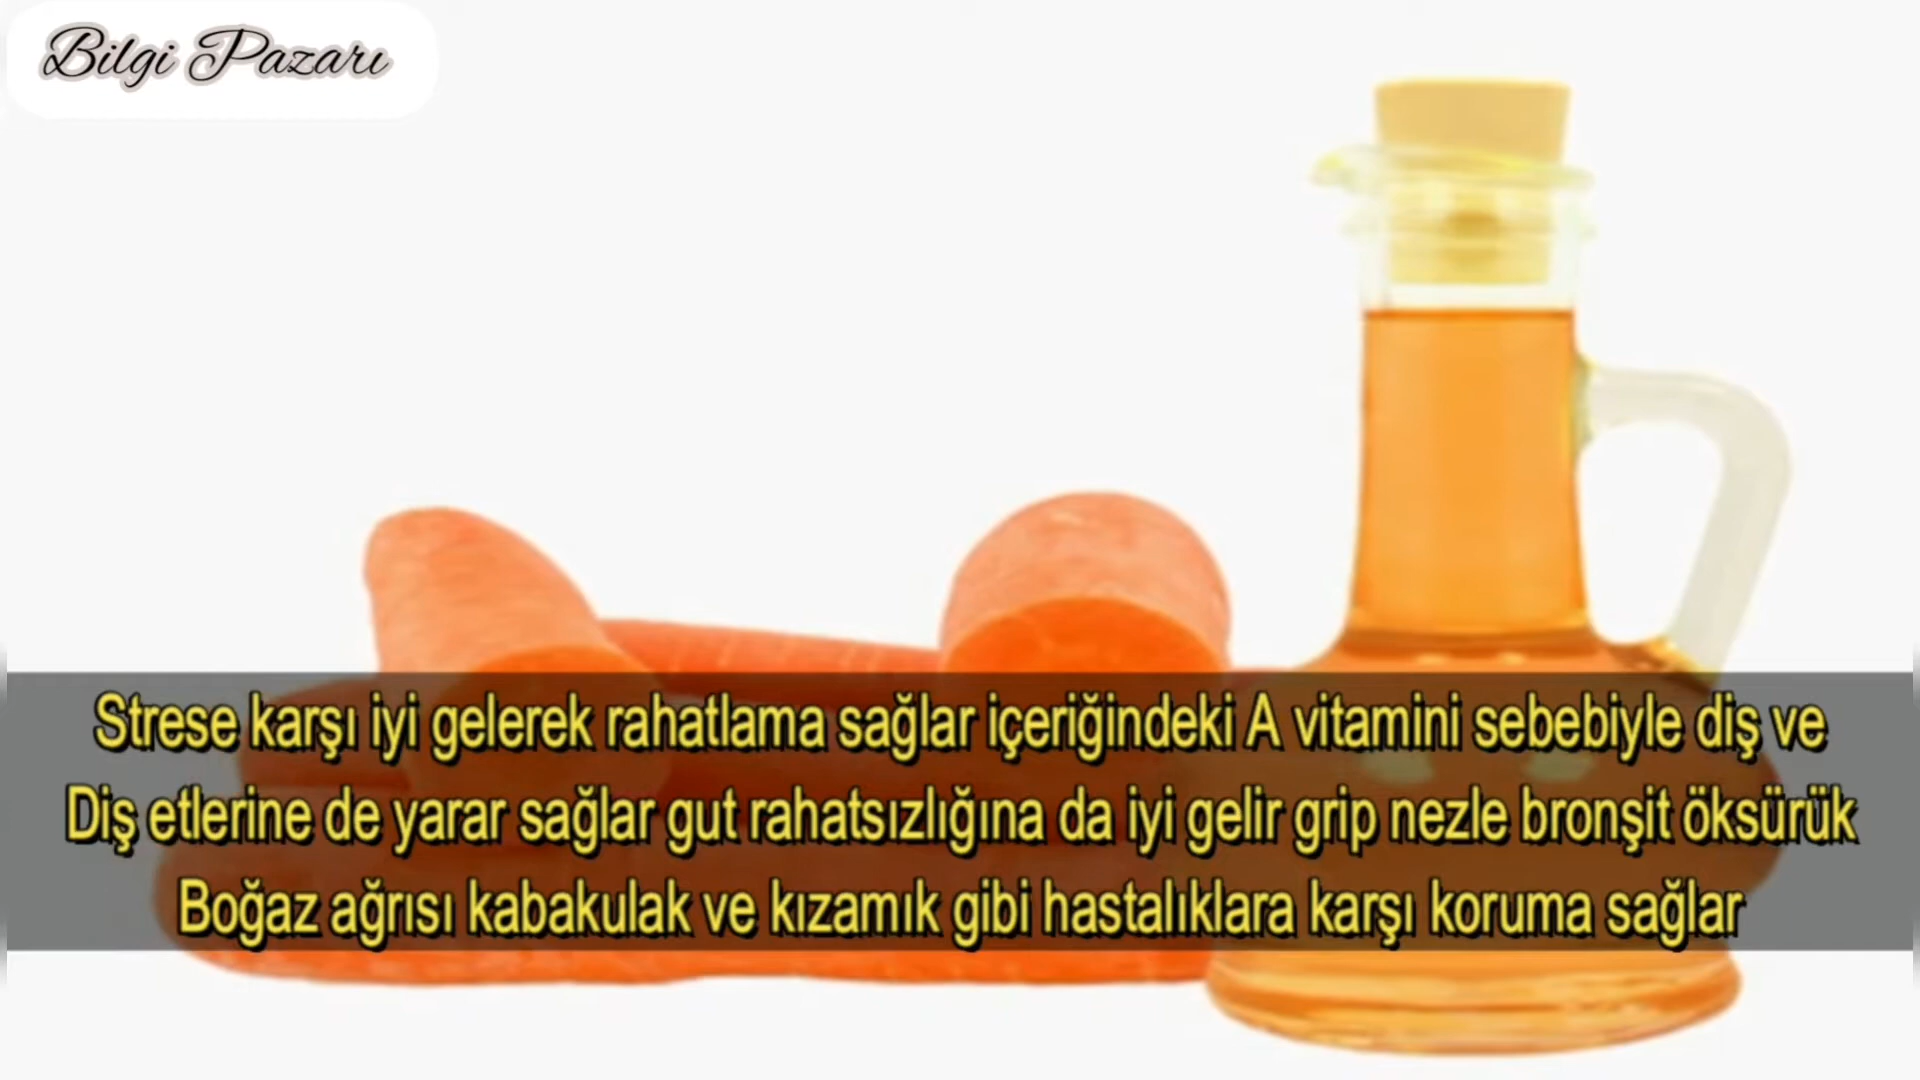 Bilgi Pazarı
Strese karşı iyi gelerek rahatlama sağlar içeriğindeki A vitamini sebebiyle diş ve
Diş etlerine de yarar sağlar gut rahatsızlığına da iyi gelir grip nezle bronşit öksürük
Boğaz ağrısı kabakulak ve kızamık gibi hastalıklara karşı koruma sağlar